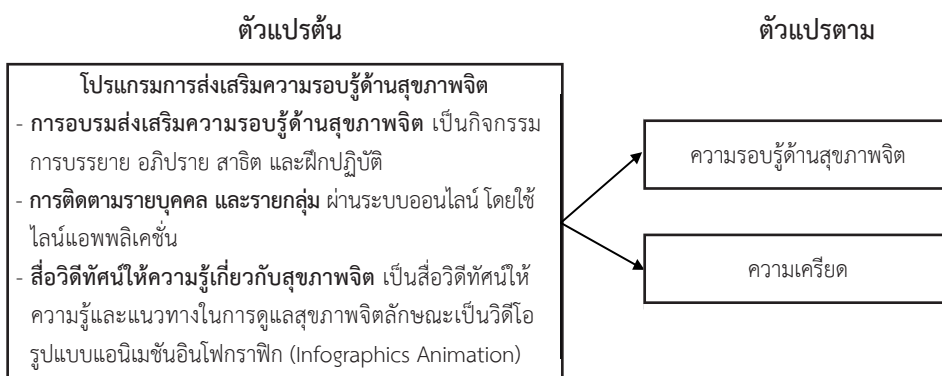 ตัวแปรต้น
ตัวแปรตาม
โปรแกรมการส่งเสริมความรอบรู้ด้านสุขภาพจิต
- การอบรมส่งเสริมความรอบรู้ด้านสุขภาพจิต เป็นกิจกรรม
การบรรยาย อภิปราย สาธิต และฝึกปฏิบัติ
- การติดตามรายบุคคล และรายกลุ่ม ผ่านระบบออนไลน์ โดยใช้
ไลน์แอพพลิเคชั่น
- สื่อวิดีทัศน์ให้ความรู้เกี่ยวกับสุขภาพจิต เป็นสื่อวิดีทัศน์ให้
ความรู้และแนวทางในการดูแลสุขภาพจิตลักษณะเป็นวิดีโอ
รูปแบบแอนิเมชันอินโฟกราฟิก (Infographics Animation)
ความรอบรู้ด้านสุขภาพจิต
ความเครียด